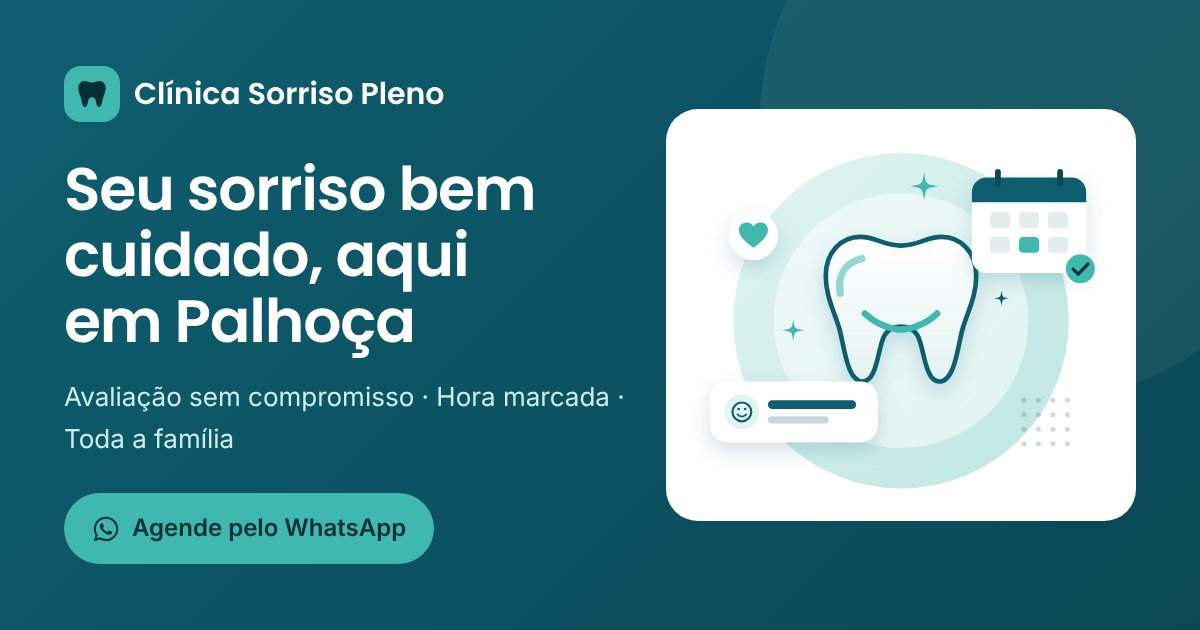 Clínica Sorriso Pleno
Seu sorriso bem
cuidado, aqui
em Palhoça
Avaliação sem compromisso · Hora marcada ·
Toda a família
Agende pelo WhatsApp